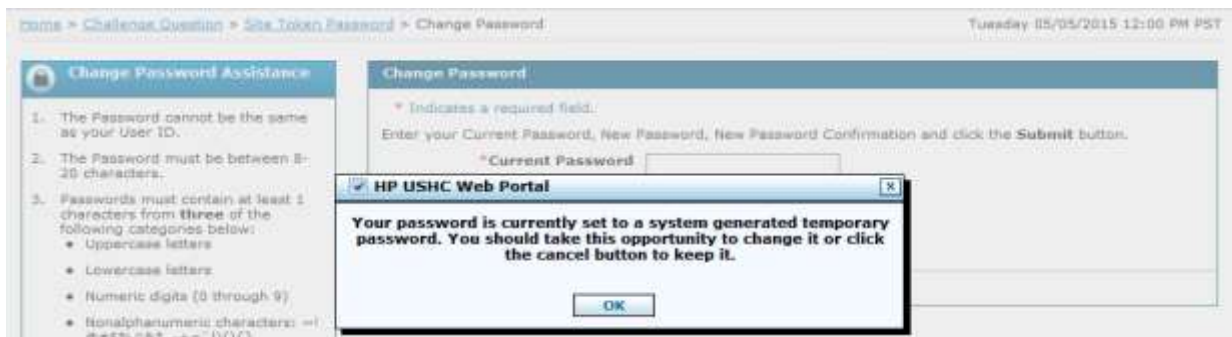 Home > Challenge Question > Site Token Password > Change Password
Tuesday 05/05/2015 12:00 PM PST
Change Password Assistance
1. The Password cannot be the same
as your User ID.
2. The Password must be between 8-
20 characters.
3. Passwords must contain at least 1
characters from three of the
following categories below:
• Uppercase letters
• Lowercase letters
• Numeric digits (0 through 9)
• Nonalphanumeric characters:
Change Password
* Indicates a required field.
Enter your Current Password, New Password, New Password Confirmation and click the Submit button.
*Current Password
HP USHC Web Portal
Your password is currently set to a system generated temporary
password. You should take this opportunity to change it or click
the cancel button to keep it.
OK